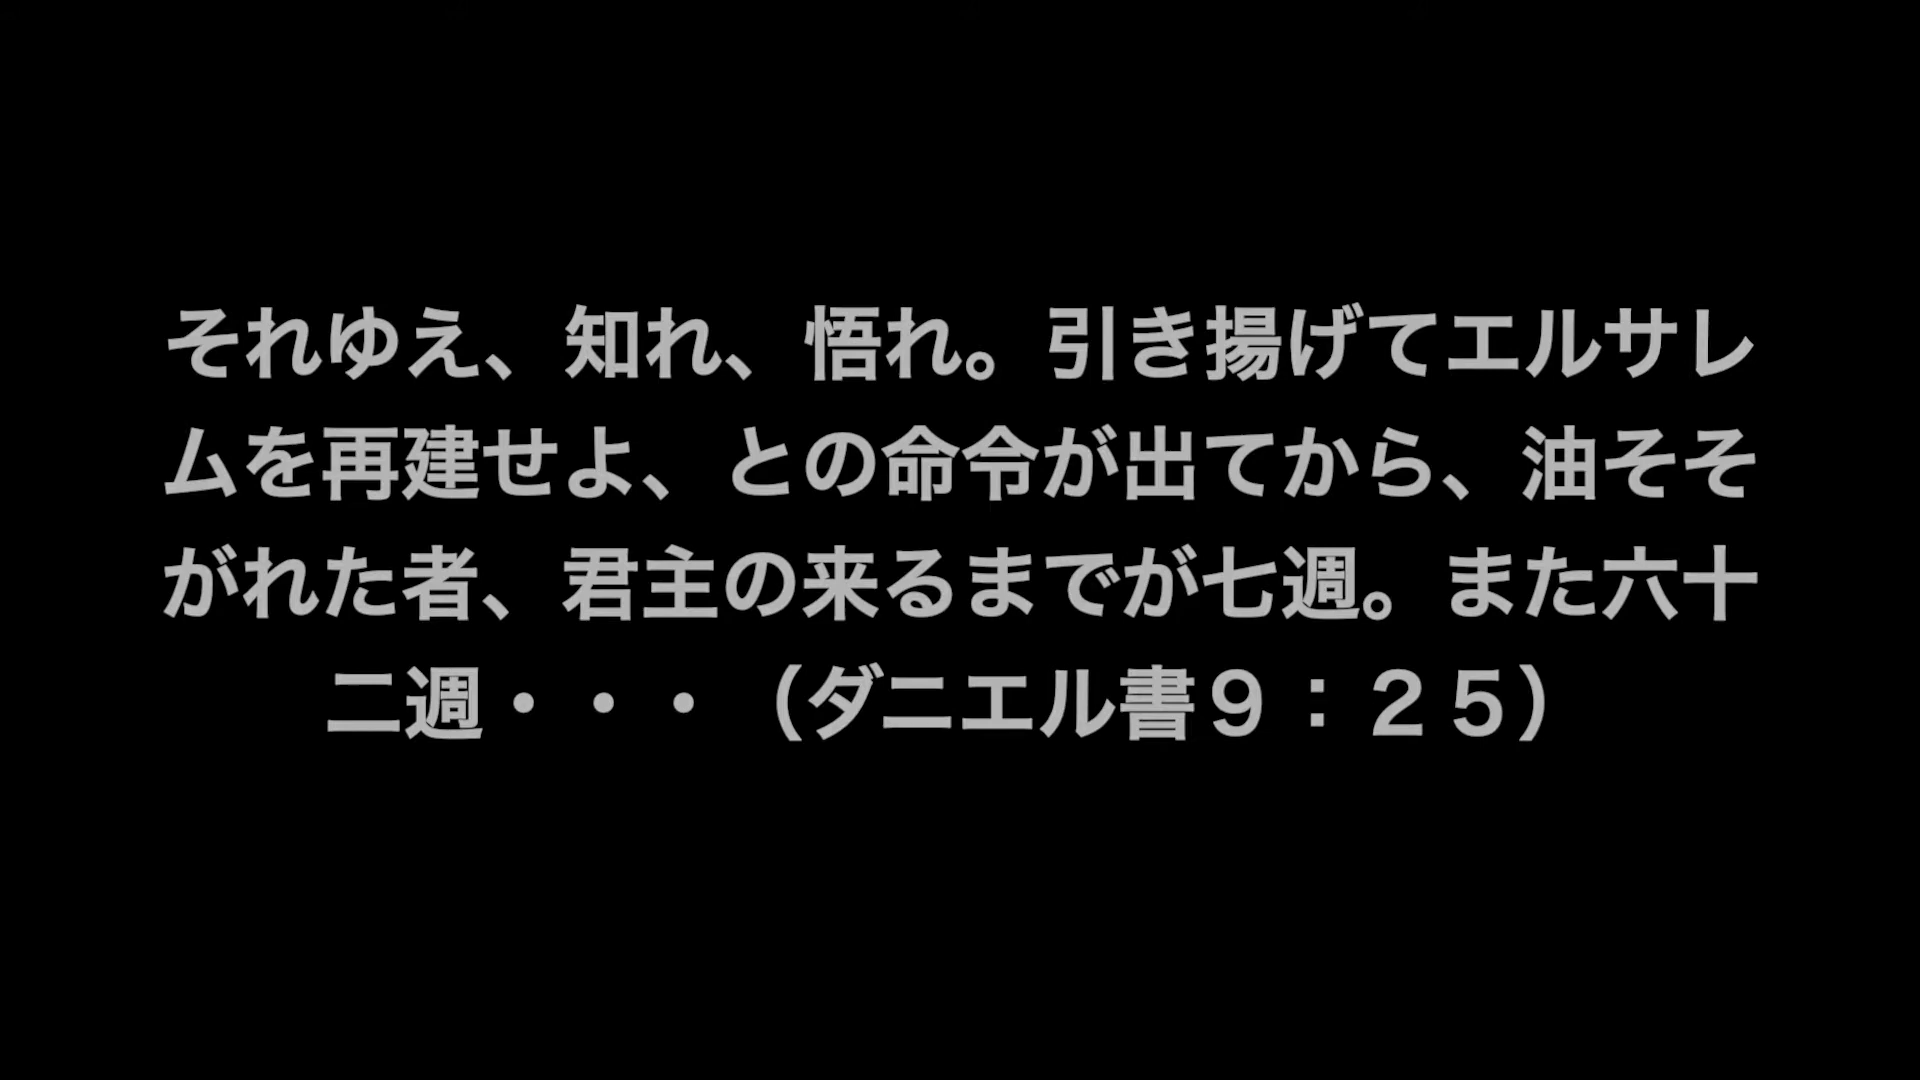 それゆえ、知れ、悟れ。引き揚げてエルサレ
ムを再建せよ、との命令が出てから、油そそ
がれた者、君主の来るまでが七週。また六十
二週・・・（ダニエル書９：２５）